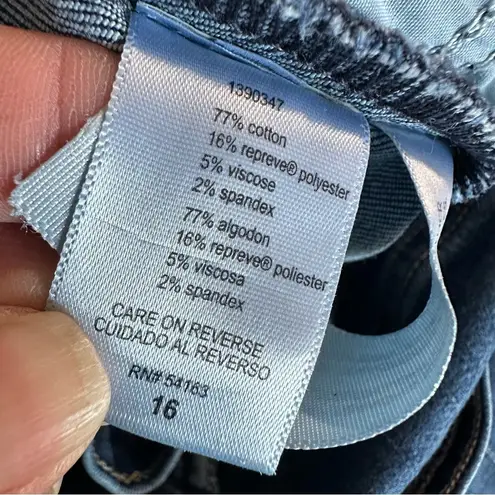 1390347
77% cotton
16% repreve® polyester
5% viscose
2% spandex
77% algodon
16% repreve® poliester
5% viscosa
2% spandex
CARE ON REVERSE
CUIDADO AL REVERSO
RN# 54163
16